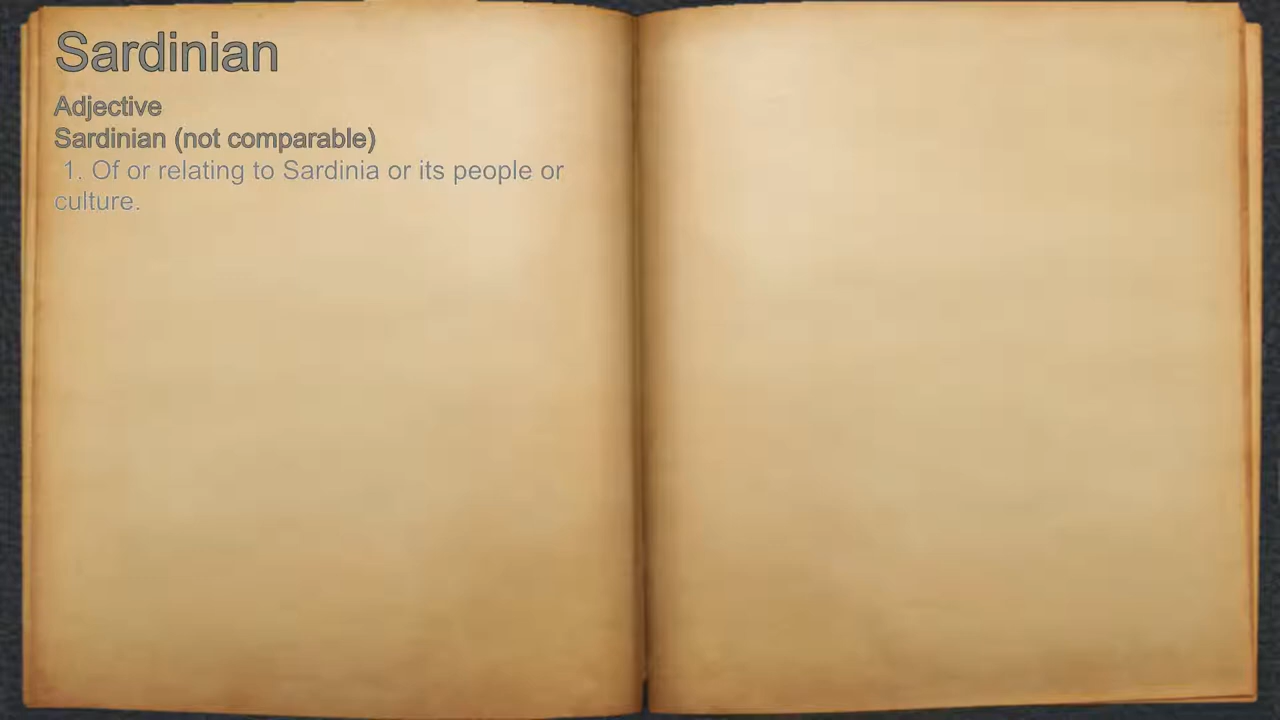 Sardinian
Adjective
Sardinian (not comparable)
1. Of or relating to Sardinia or its people or
culture.